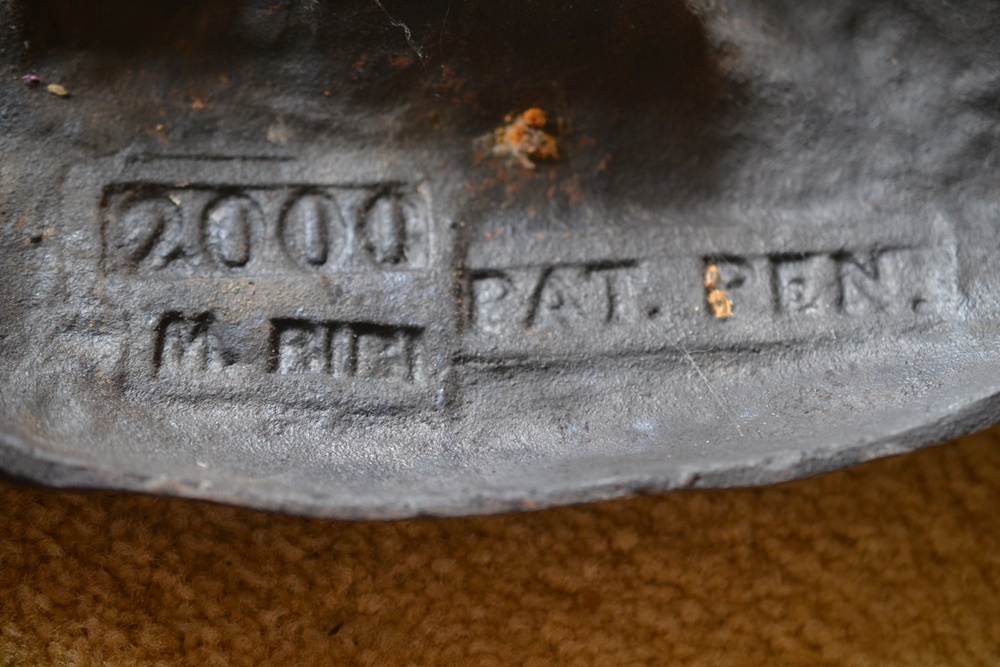 2000
M.
PAT. PEN.